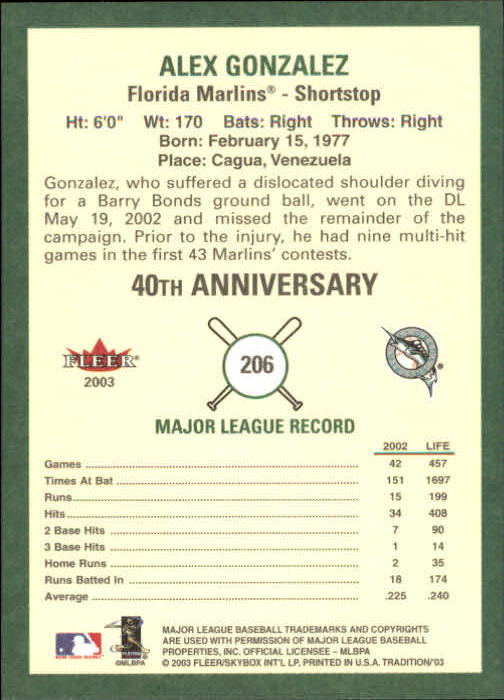 ALEX GONZALEZ
Florida Marlins® - Shortstop
Ht: 6'0" Wt: 170 Bats: Right Throws: Right
Born: February 15, 1977
Place: Cagua, Venezuela
Gonzalez, who suffered a dislocated shoulder diving
for a Barry Bonds ground ball, went on the DL
May 19, 2002 and missed the remainder of the
campaign. Prior to the injury, he had nine multi-hit
games in the first 43 Marlins' contests.
40TH ANNIVERSARY
FLEER®
2003
206
®
MAJOR LEAGUE RECORD
2002 LIFE
Games 42 457
Times At Bat 151 1697
Runs 15 199
Hits 34 408
2 Base Hits 7 90
3 Base Hits 1 14
Home Runs 2 35
Runs Batted In 18 174
Average .225 .240
MAJOR LEAGUE BASEBALL TRADEMARKS AND COPYRIGHTS
ARE USED WITH PERMISSION OF MAJOR LEAGUE BASEBALL
PROPERTIES, INC. OFFICIAL LICENSEE - MLBPA
© 2003 FLEER/SKYBOX INT'L LP, PRINTED IN U.S.A. TRADITION'03
PLAYERS
©MLBPA